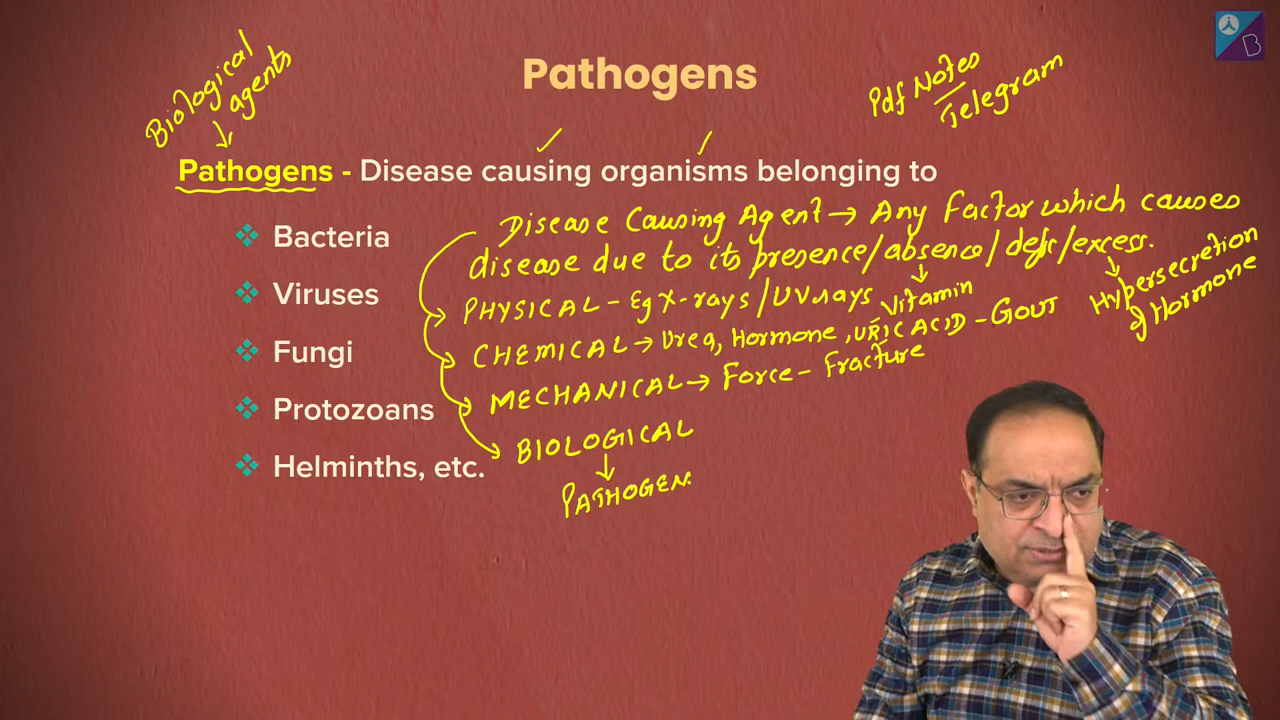 Pathogens
Biological
agents
Pdf Notes
Telegram
Pathogens - Disease causing organisms belonging to
Bacteria
Viruses
Fungi
Protozoans
Helminths, etc.
Disease Causing Agent → Any Factor which causes
disease due to its presence/absence/defc/excess.
Vitamin
Hypersecretion
of Hormone
PHYSICAL - Eg X-rays/UV rays
CHEMICAL → Urea, Hormone, URIC ACID - GOUT
MECHANICAL → Force - Fracture
BIOLOGICAL
PATHOGEN.
B